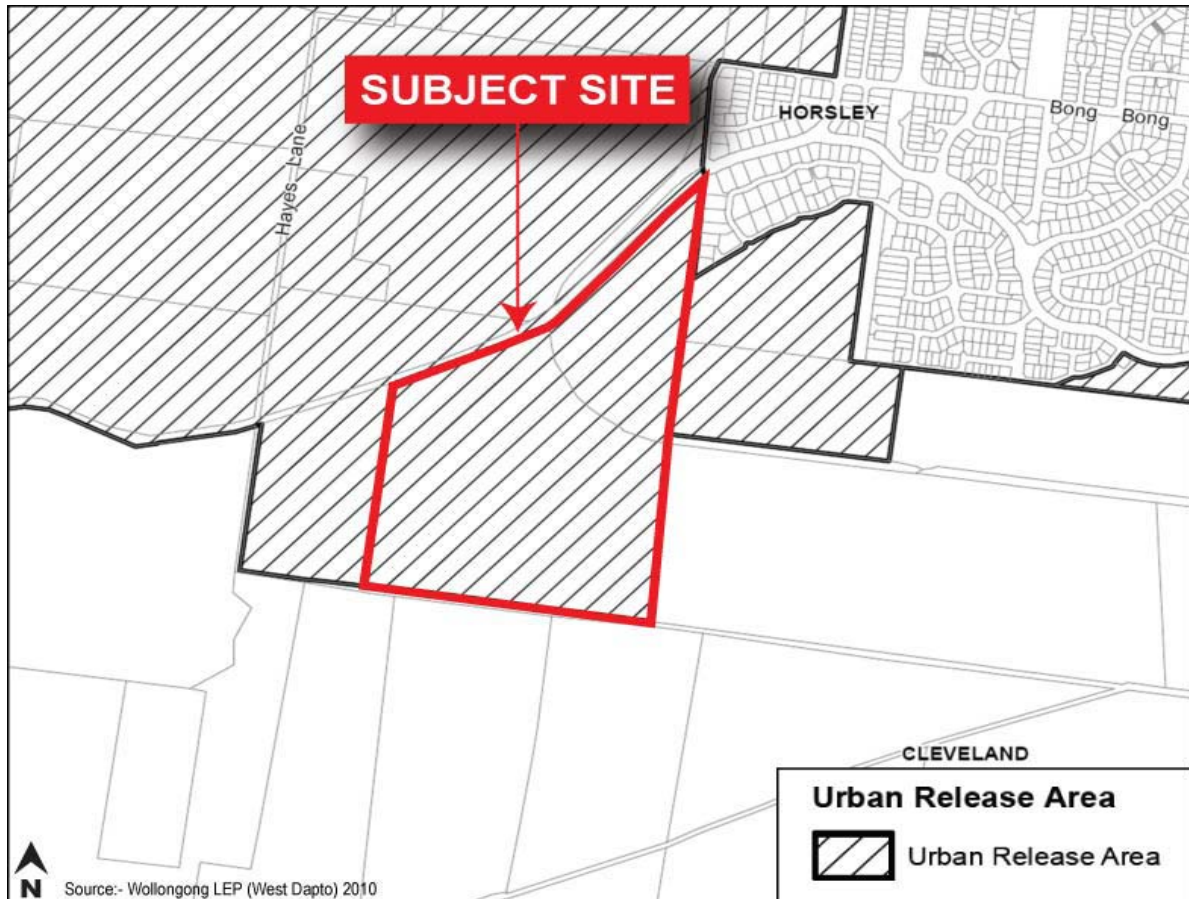 SUBJECT SITE
HORSLEY
Bong Bong
Hayes Lane
CLEVELAND
Urban Release Area
Urban Release Area
N
Source:- Wollongong LEP (West Dapto) 2010